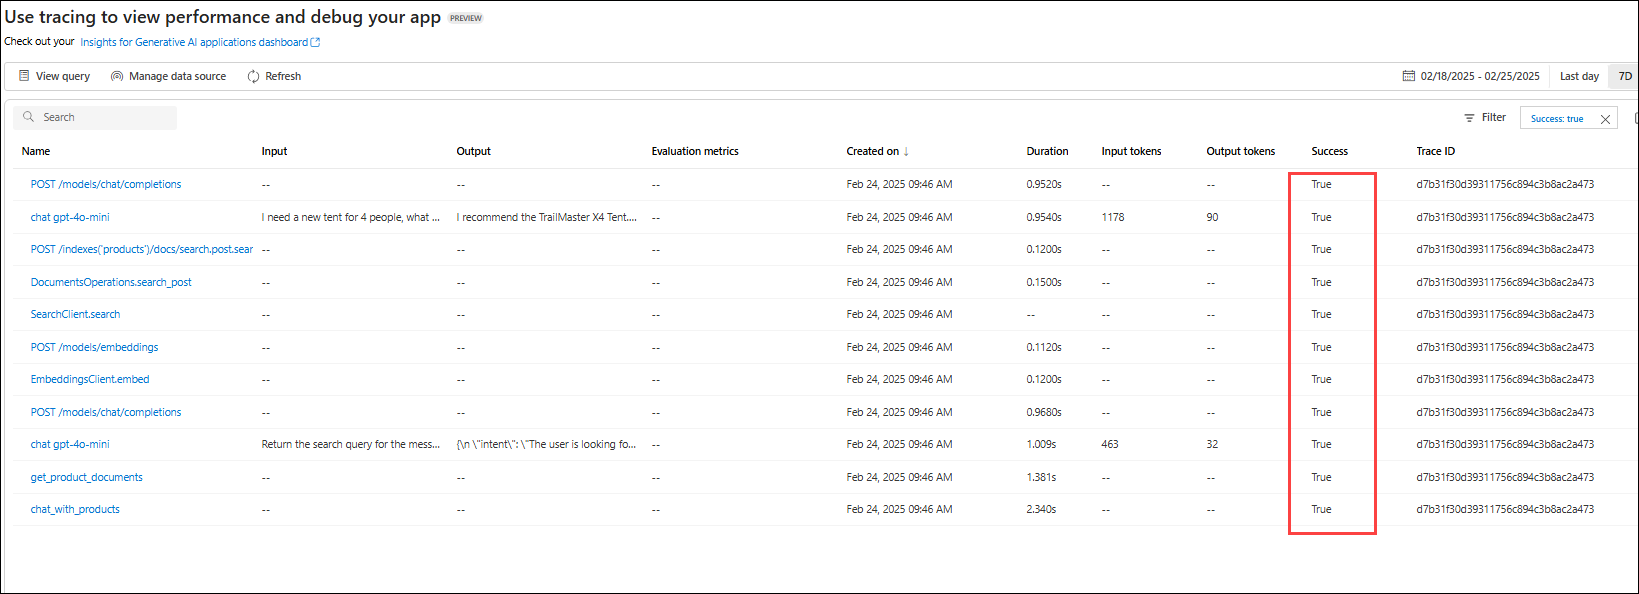 Use tracing to view performance and debug your app PREVIEW
Check out your Insights for Generative AI applications dashboard
View query Manage data source Refresh 02/18/2025 - 02/25/2025 Last day 7D
Search Filter Success: true
Name Input Output Evaluation metrics Created on ↓ Duration Input tokens Output tokens Success Trace ID
POST /models/chat/completions -- -- -- Feb 24, 2025 09:46 AM 0.9520s -- -- True d7b31f30d39311756c894c3b8ac2a473
chat gpt-4o-mini I need a new tent for 4 people, what ... I recommend the TrailMaster X4 Tent.... -- Feb 24, 2025 09:46 AM 0.9540s 1178 90 True d7b31f30d39311756c894c3b8ac2a473
POST /indexes('products')/docs/search.post.sear -- -- -- Feb 24, 2025 09:46 AM 0.1200s -- -- True d7b31f30d39311756c894c3b8ac2a473
DocumentsOperations.search_post -- -- -- Feb 24, 2025 09:46 AM 0.1500s -- -- True d7b31f30d39311756c894c3b8ac2a473
SearchClient.search -- -- -- Feb 24, 2025 09:46 AM -- -- -- True d7b31f30d39311756c894c3b8ac2a473
POST /models/embeddings -- -- -- Feb 24, 2025 09:46 AM 0.1120s -- -- True d7b31f30d39311756c894c3b8ac2a473
EmbeddingsClient.embed -- -- -- Feb 24, 2025 09:46 AM 0.1200s -- -- True d7b31f30d39311756c894c3b8ac2a473
POST /models/chat/completions -- -- -- Feb 24, 2025 09:46 AM 0.9680s -- -- True d7b31f30d39311756c894c3b8ac2a473
chat gpt-4o-mini Return the search query for the mess... {\n \"intent\": \"The user is looking fo... -- Feb 24, 2025 09:46 AM 1.009s 463 32 True d7b31f30d39311756c894c3b8ac2a473
get_product_documents -- -- -- Feb 24, 2025 09:46 AM 1.381s -- -- True d7b31f30d39311756c894c3b8ac2a473
chat_with_products -- -- -- Feb 24, 2025 09:46 AM 2.340s -- -- True d7b31f30d39311756c894c3b8ac2a473